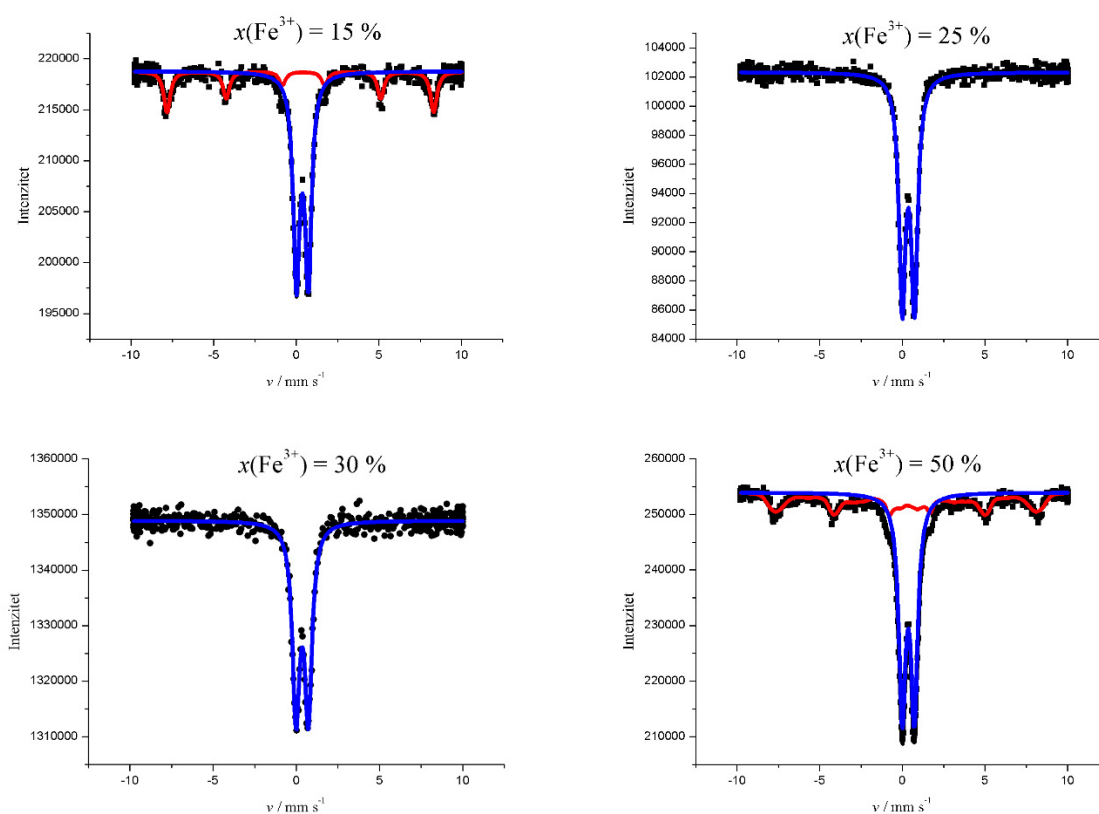 x(Fe3+) = 15 %
220000
215000
210000
205000
200000
195000
Intenzitet
-10 -5 0 5 10
v / mm s-1
x(Fe3+) = 25 %
104000
102000
100000
98000
96000
94000
92000
90000
88000
86000
84000
Intenzitet
-10 -5 0 5 10
v / mm s-1
x(Fe3+) = 30 %
1360000
1350000
1340000
1330000
1320000
1310000
Intenzitet
-10 -5 0 5 10
v / mm s-1
x(Fe3+) = 50 %
260000
250000
240000
230000
220000
210000
Intenzitet
-10 -5 0 5 10
v / mm s-1